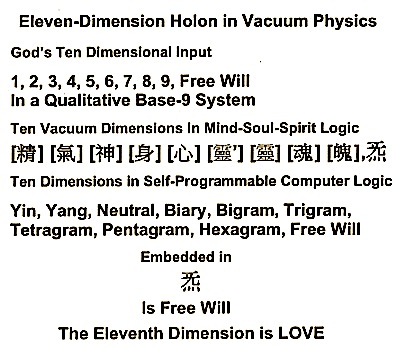 Eleven-Dimension Holon in Vacuum Physics
God's Ten Dimensional Input
1, 2, 3, 4, 5, 6, 7, 8, 9, Free Will
In a Qualitative Base-9 System
Ten Vacuum Dimensions In Mind-Soul-Spirit Logic
[精] [氣] [神] [身] [心] [靈'] [靈] [魂] [魄],炁
Ten Dimensions in Self-Programmable Computer Logic
Yin, Yang, Neutral, Biary, Bigram, Trigram,
Tetragram, Pentagram, Hexagram, Free Will
Embedded in
炁
Is Free Will
The Eleventh Dimension is LOVE